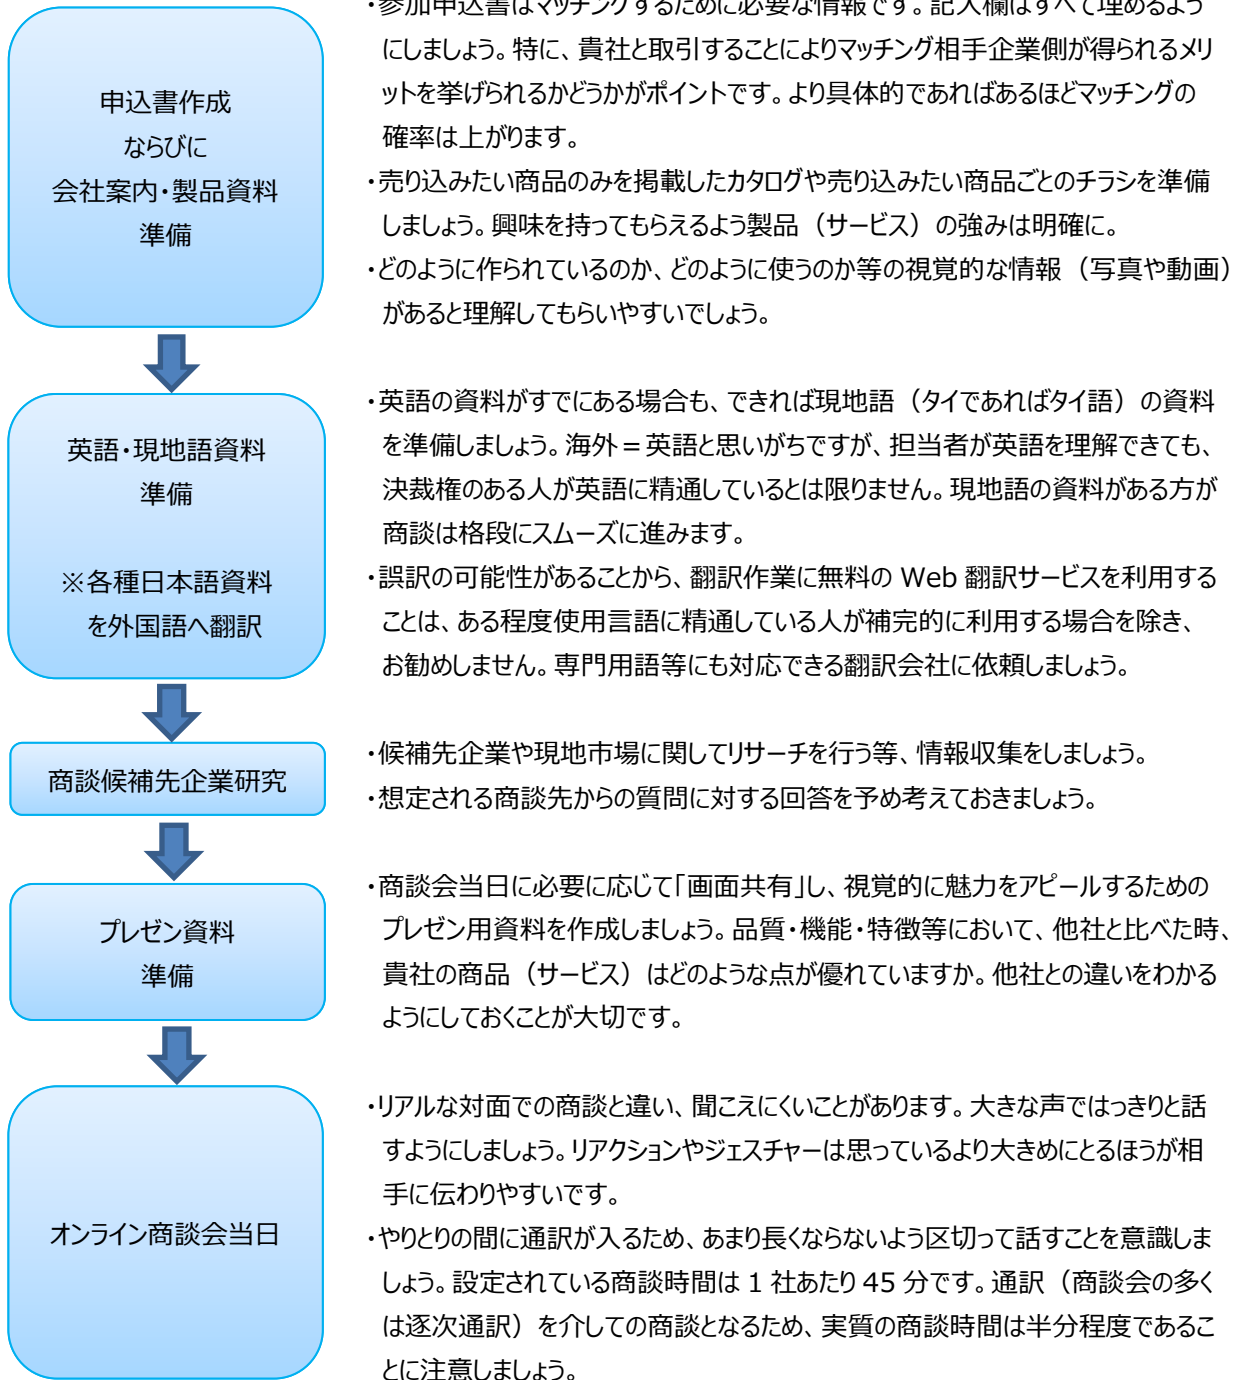 ・参加申込書はマッチングするために必要な情報です。記入欄はすべて埋めるよう
にしましょう。特に、貴社と取引することによりマッチング相手企業側が得られるメリ
ットを挙げられるかどうかがポイントです。より具体的であればあるほどマッチングの
確率は上がります。
・売り込みたい商品のみを掲載したカタログや売り込みたい商品ごとのチラシを準備
しましょう。興味を持ってもらえるよう製品（サービス）の強みは明確に。
・どのように作られているのか、どのように使うのか等の視覚的な情報（写真や動画）
があると理解してもらいやすいでしょう。
申込書作成
ならびに
会社案内・製品資料
準備
・英語の資料がすでにある場合も、できれば現地語（タイであればタイ語）の資料
を準備しましょう。海外＝英語と思いがちですが、担当者が英語を理解できても、
決裁権のある人が英語に精通しているとは限りません。現地語の資料がある方が
商談は格段にスムーズに進みます。
・誤訳の可能性があることから、翻訳作業に無料の Web 翻訳サービスを利用する
ことは、ある程度使用言語に精通している人が補完的に利用する場合を除き、
お勧めしません。専門用語等にも対応できる翻訳会社に依頼しましょう。
英語・現地語資料
準備
※各種日本語資料
を外国語へ翻訳
・候補先企業や現地市場に関してリサーチを行う等、情報収集をしましょう。
・想定される商談先からの質問に対する回答を予め考えておきましょう。
商談候補先企業研究
・商談会当日に必要に応じて「画面共有」し、視覚的に魅力をアピールするための
プレゼン用資料を作成しましょう。品質・機能・特徴等において、他社と比べた時、
貴社の商品（サービス）はどのような点が優れていますか。他社との違いをわかる
ようにしておくことが大切です。
プレゼン資料
準備
・リアルな対面での商談と違い、聞こえにくいことがあります。大きな声ではっきりと話
すようにしましょう。リアクションやジェスチャーは思っているより大きめにとるほうが相
手に伝わりやすいです。
・やりとりの間に通訳が入るため、あまり長くならないよう区切って話すことを意識しま
しょう。設定されている商談時間は 1 社あたり 45 分です。通訳（商談会の多く
は逐次通訳）を介しての商談となるため、実質の商談時間は半分程度であるこ
とに注意しましょう。
オンライン商談会当日